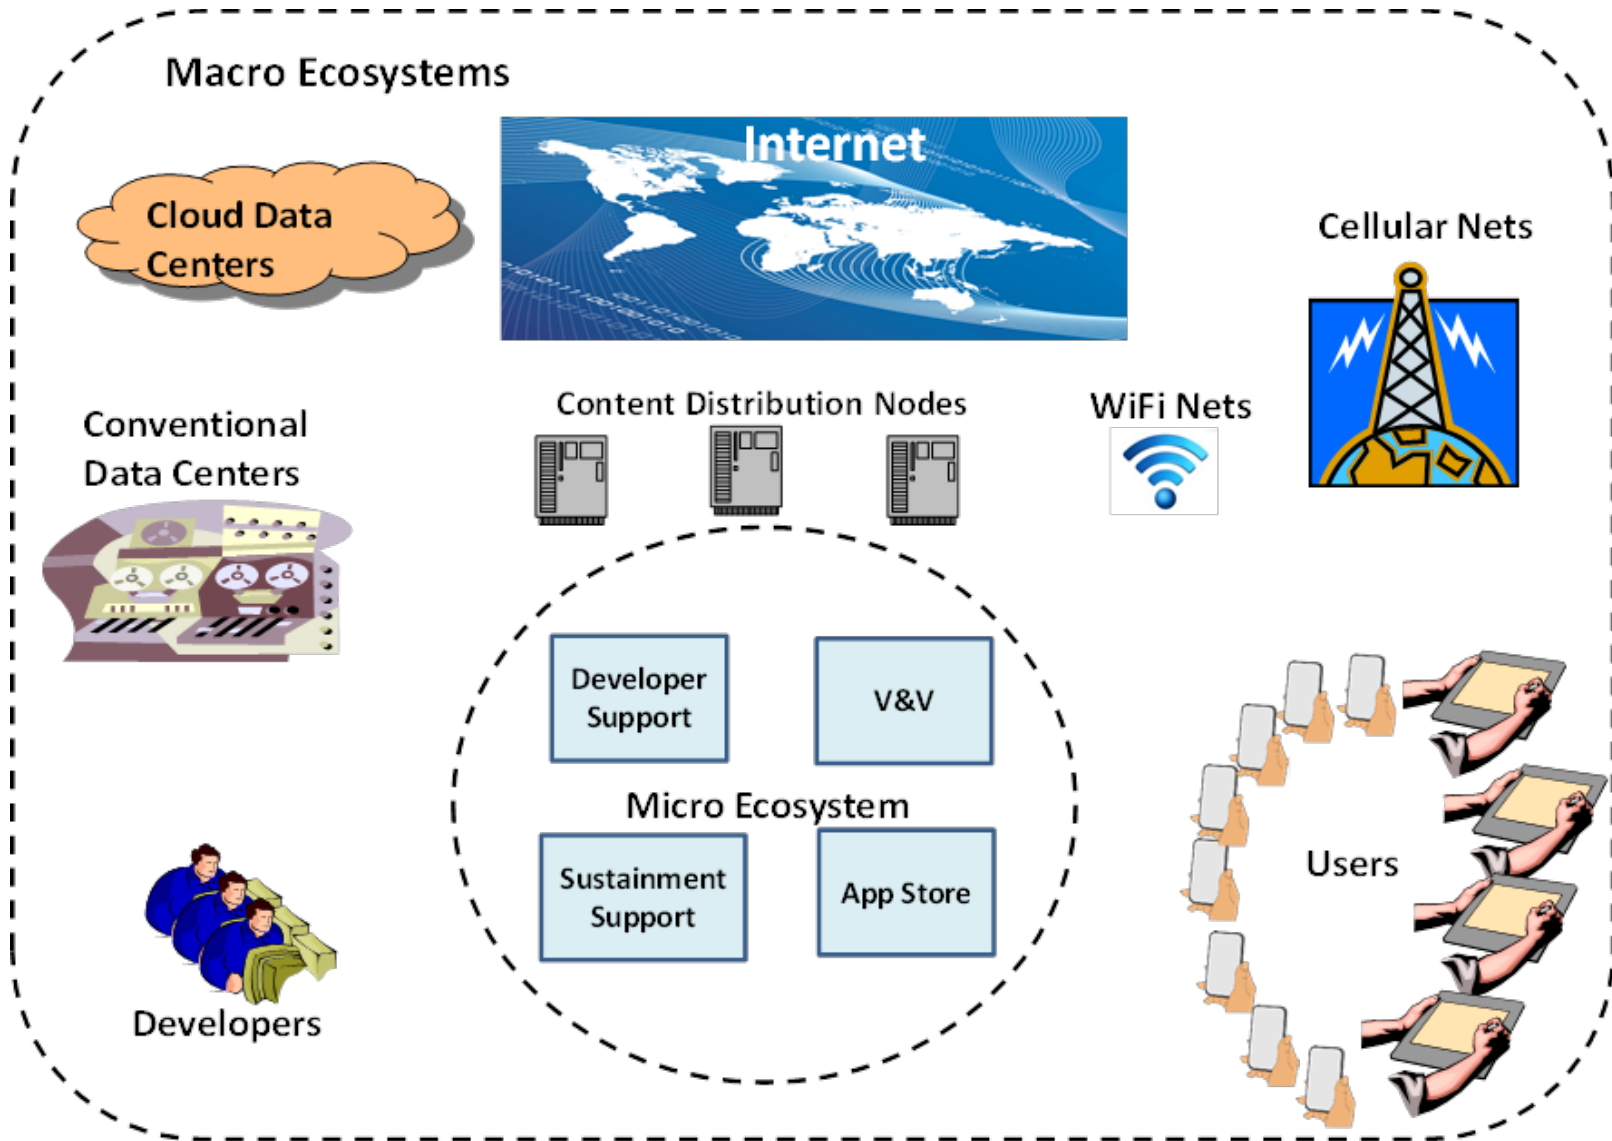 Macro Ecosystems
Internet
Cloud Data
Centers
Cellular Nets
Content Distribution Nodes
WiFi Nets
Conventional
Data Centers
Developer
Support
V&V
Micro Ecosystem
Sustainment
Support
App Store
Users
Developers